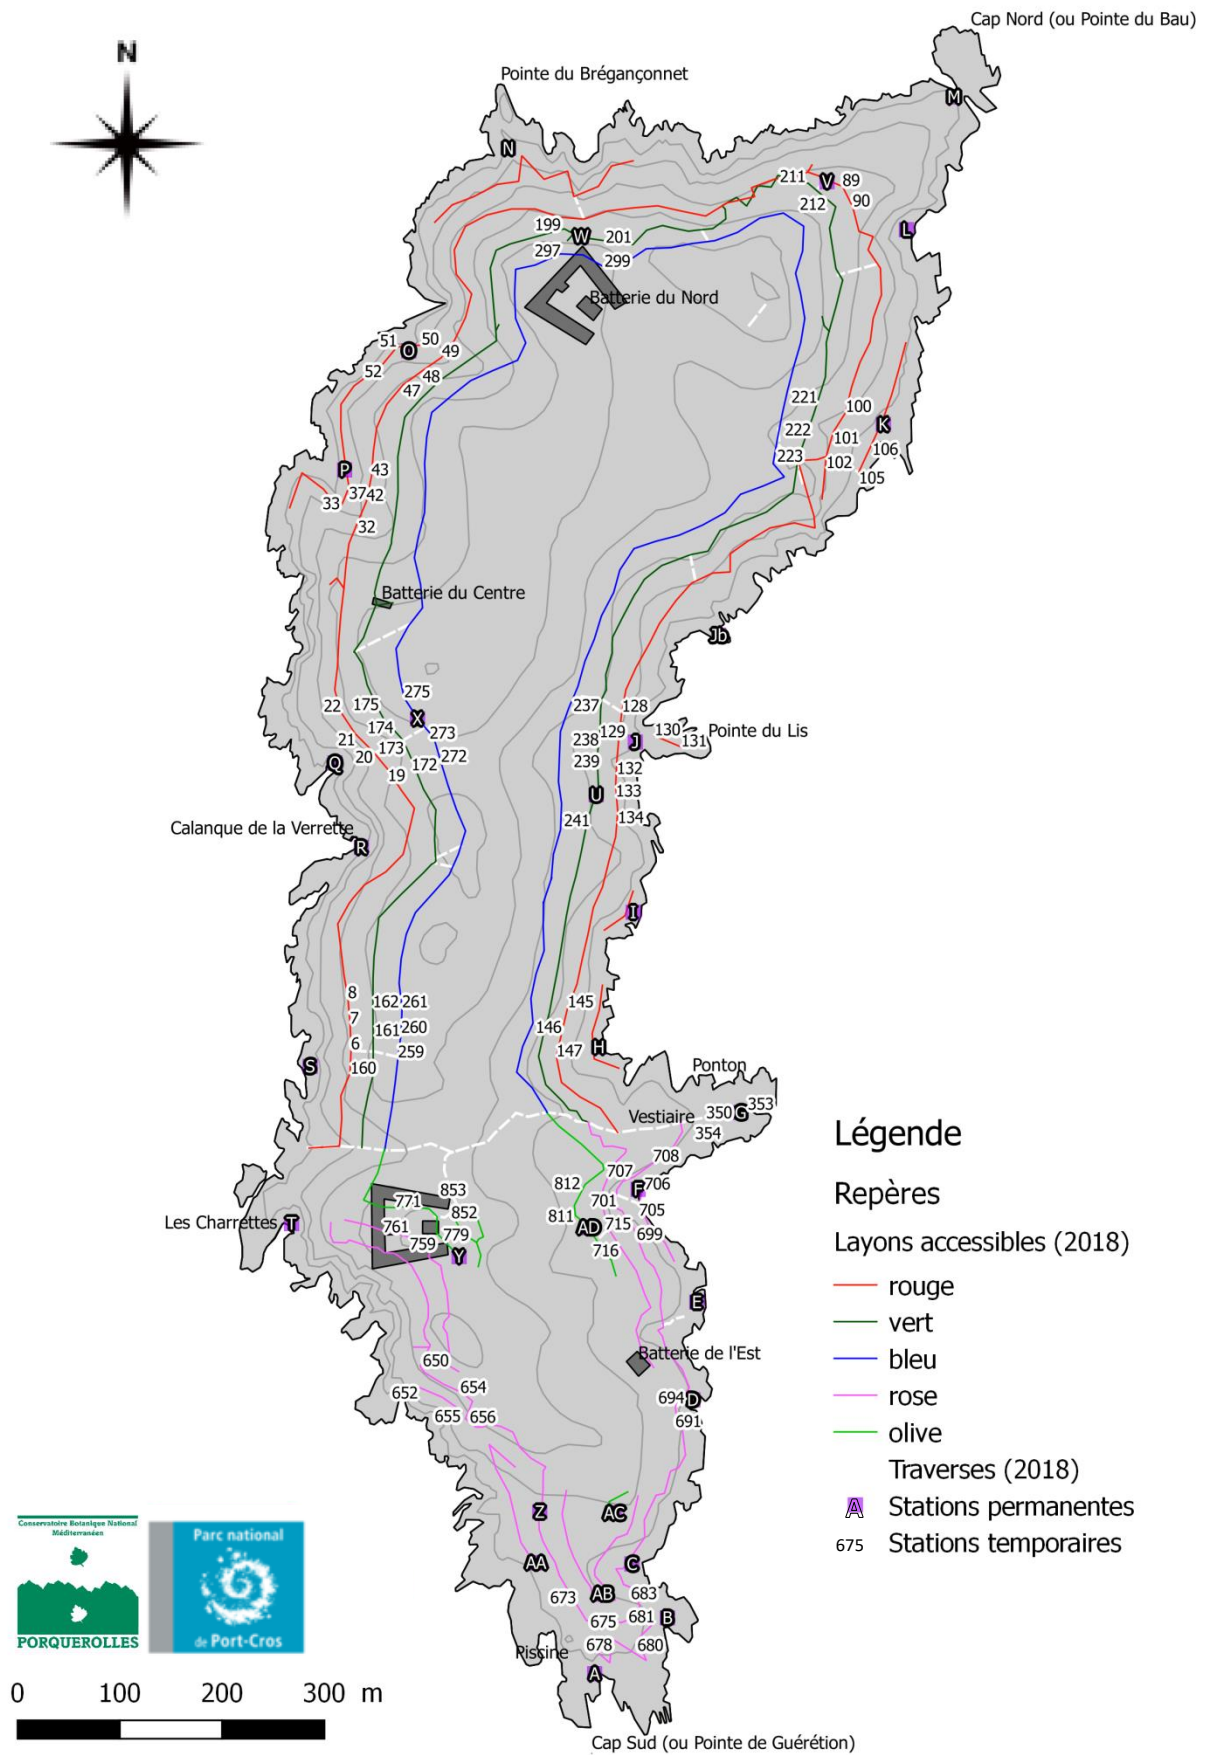 Cap Nord (ou Pointe du Bau)
N
Pointe du Brégançonnet
M
N
211
V
89
212
90
199
W
201
L
297
299
Batterie du Nord
51
50
O
49
52
48
47
221
100
K
222
101
106
223
102
105
P
43
37
42
33
32
Batterie du Centre
Jb
275
22
175
237
128
X
174
273
129
130
Pointe du Lis
21
173
238
J
131
20
272
239
132
Q
19
172
133
U
241
134
Calanque de la Verrette
R
I
8
162
261
145
7
161
260
146
6
259
147
H
S
160
Ponton
353
Vestiaire
350
G
354
708
707
812
F
706
853
771
701
705
852
811
Les Charrettes
T
761
AD
715
699
779
759
716
Y
E
Batterie de l'Est
650
654
652
694
D
655
656
691
Z
AC
AA
C
AB
683
673
675
681
B
678
680
Piscine
A
Cap Sud (ou Pointe de Guérétion)
Légende
Repères
Layons accessibles (2018)
rouge
vert
bleu
rose
olive
Traverses (2018)
A
Stations permanentes
675
Stations temporaires
Conservatoire Botanique National
Méditerranéen
PORQUEROLLES
Parc national
de Port-Cros
0 100 200 300 m